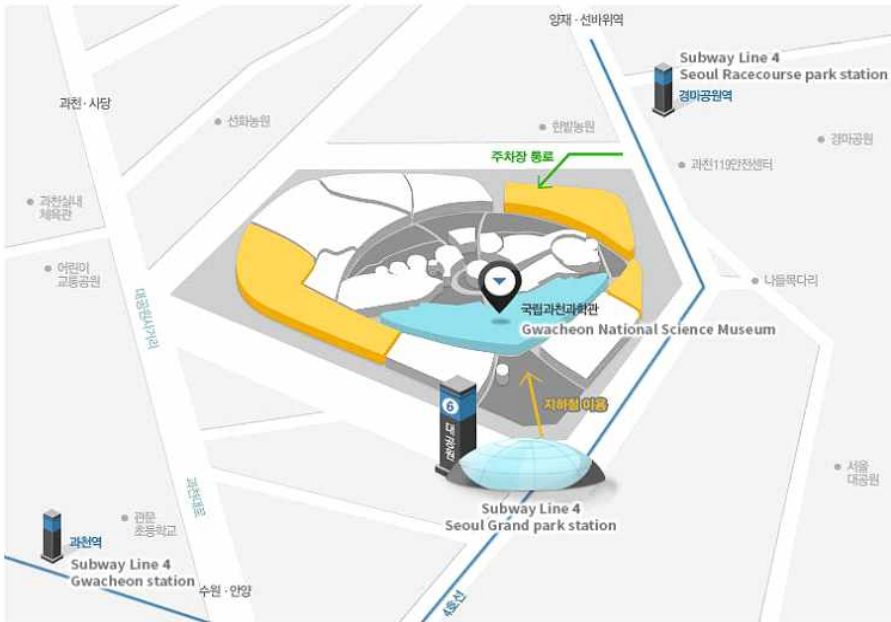 양재 · 선바위역
Subway Line 4
Seoul Racecourse park station
경마공원역
과천 · 사당
선화농원
한발농원
경마공원
주차장 통로
과천119안전센터
과천실내
체육관
어린이
교통공원
나들목다리
대공원사거리
국립과천과학관
Gwacheon National Science Museum
지하철 이용
6
대공원
서울
대공원
Subway Line 4
Seoul Grand park station
과천대로
관문
초등학교
과천역
Subway Line 4
Gwacheon station
수원 · 안양
4호선